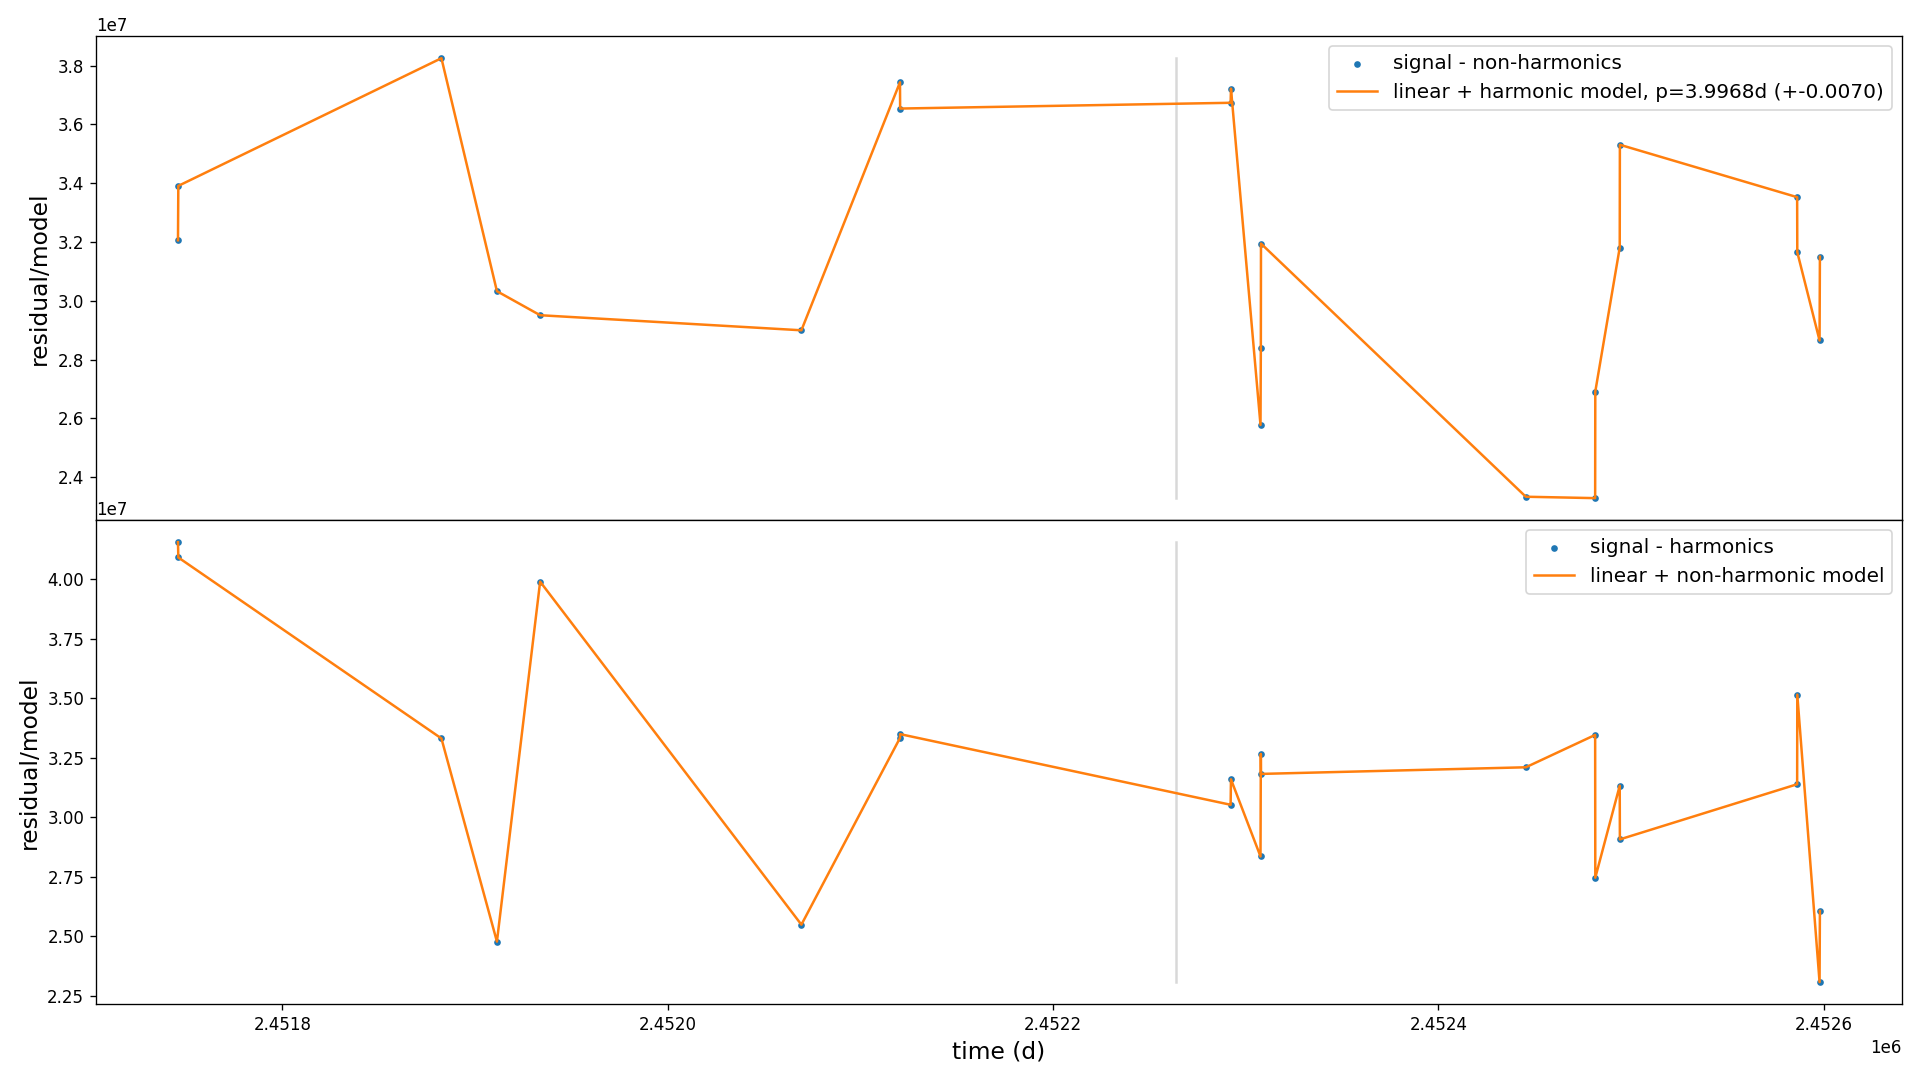 1e7
3.8
3.6
3.4
3.2
3.0
2.8
2.6
2.4
residual/model
signal - non-harmonics
linear + harmonic model, p=3.9968d (+-0.0070)
1e7
4.00
3.75
3.50
3.25
3.00
2.75
2.50
2.25
residual/model
signal - harmonics
linear + non-harmonic model
2.4518 2.4520 2.4522 2.4524 2.4526
1e6
time (d)